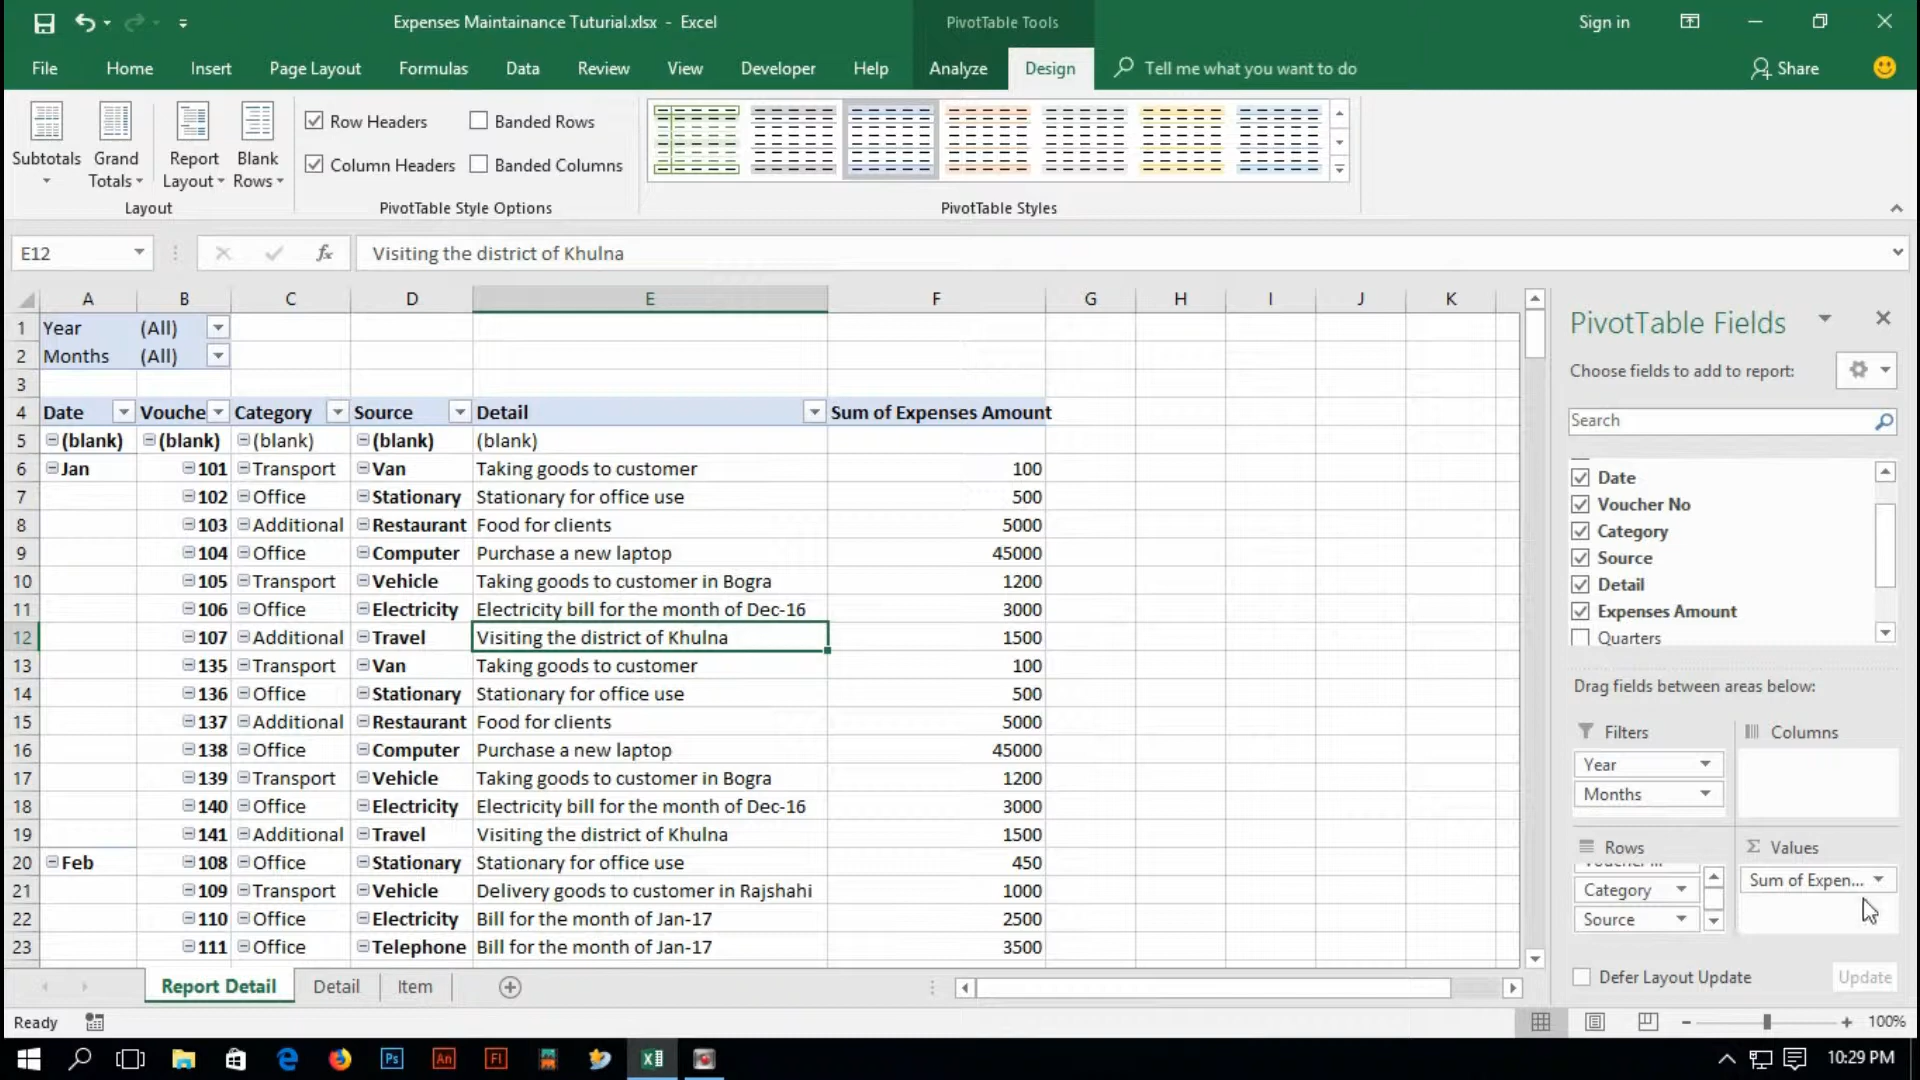 Expenses Maintainance Tuturial.xlsx - Excel
PivotTable Tools
Sign in
File Home Insert Page Layout Formulas Data Review View Developer Help Analyze Design Tell me what you want to do Share
Subtotals
Grand Totals
Report Layout
Blank Rows
Layout
Row Headers
Banded Rows
Column Headers
Banded Columns
PivotTable Style Options
PivotTable Styles
E12 fx Visiting the district of Khulna
A B C D E F G H I J K
1 Year (All)
2 Months (All)
3
4 Date Vouche Category Source Detail Sum of Expenses Amount
5 (blank) (blank) (blank) (blank) (blank)
6 Jan 101 Transport Van Taking goods to customer 100
7 102 Office Stationary Stationary for office use 500
8 103 Additional Restaurant Food for clients 5000
9 104 Office Computer Purchase a new laptop 45000
10 105 Transport Vehicle Taking goods to customer in Bogra 1200
11 106 Office Electricity Electricity bill for the month of Dec-16 3000
12 107 Additional Travel Visiting the district of Khulna 1500
13 135 Transport Van Taking goods to customer 100
14 136 Office Stationary Stationary for office use 500
15 137 Additional Restaurant Food for clients 5000
16 138 Office Computer Purchase a new laptop 45000
17 139 Transport Vehicle Taking goods to customer in Bogra 1200
18 140 Office Electricity Electricity bill for the month of Dec-16 3000
19 141 Additional Travel Visiting the district of Khulna 1500
20 Feb 108 Office Stationary Stationary for office use 450
21 109 Transport Vehicle Delivery goods to customer in Rajshahi 1000
22 110 Office Electricity Bill for the month of Jan-17 2500
23 111 Office Telephone Bill for the month of Jan-17 3500
Report Detail Detail Item
PivotTable Fields
Choose fields to add to report:
Search
Date
Voucher No
Category
Source
Detail
Expenses Amount
Quarters
Drag fields between areas below:
Filters
Year
Months
Columns
Rows
Category
Source
Σ Values
Sum of Expen...
Defer Layout Update Update
Ready
100%
Ps An Fl
10:29 PM